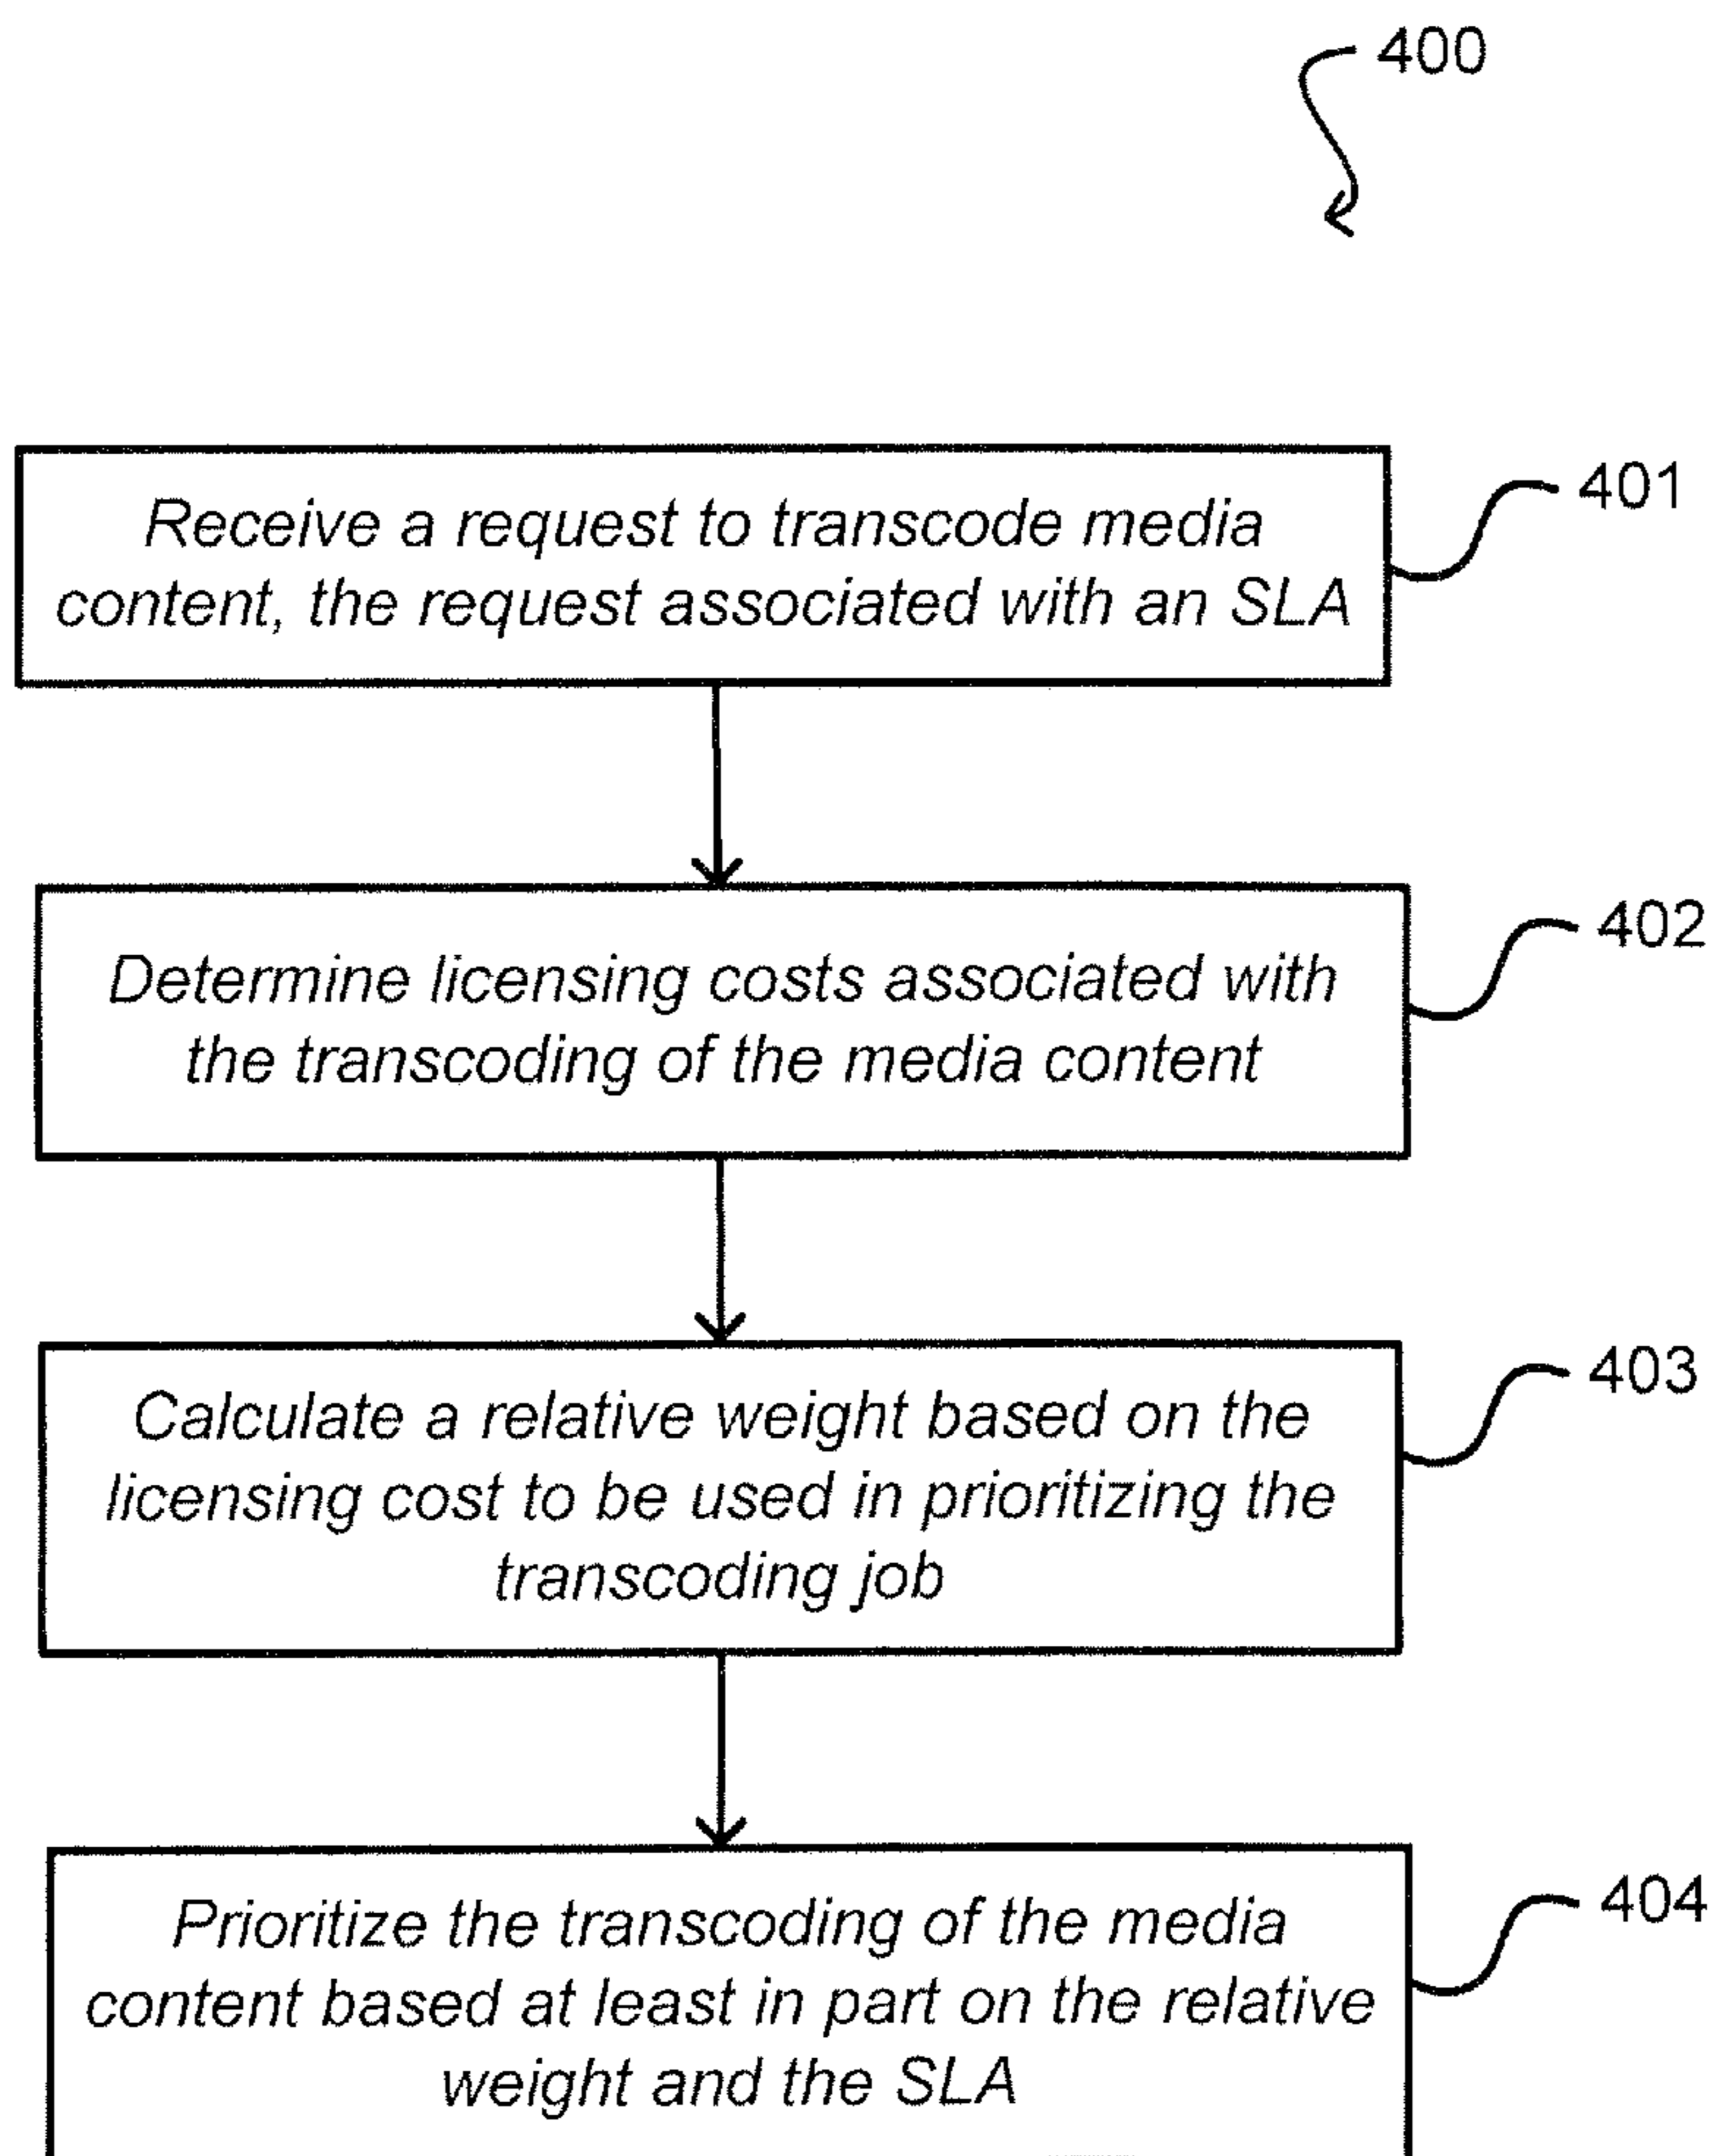 400
Receive a request to transcode media
content, the request associated with an SLA
401
Determine licensing costs associated with
the transcoding of the media content
402
Calculate a relative weight based on the
licensing cost to be used in prioritizing the
transcoding job
403
Prioritize the transcoding of the media
content based at least in part on the relative
weight and the SLA
404